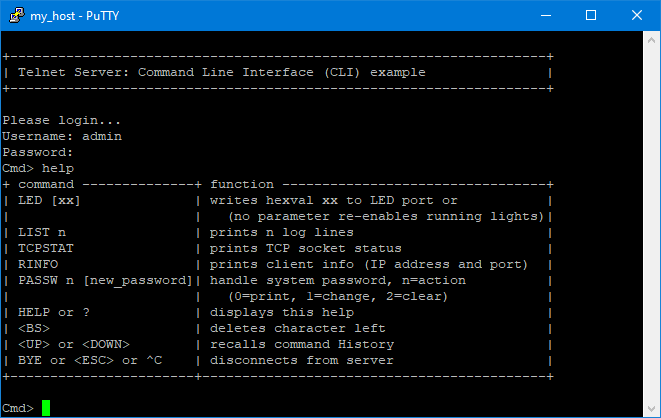 my_host - PuTTY
+-------------------------------------------------------------------+
| Telnet Server: Command Line Interface (CLI) example               |
+-------------------------------------------------------------------+
Please login...
Username: admin
Password:
Cmd> help
+ command --------------+ function ---------------------------------+
| LED [xx]              | writes hexval xx to LED port or           |
|                       |   (no parameter re-enables running lights)|
| LIST n                | prints n log lines                        |
| TCPSTAT               | prints TCP socket status                  |
| RINFO                 | prints client info (IP address and port)  |
| PASSW n [new_password]| handle system password, n=action          |
|                       |   (0=print, 1=change, 2=clear)            |
| HELP or ?             | displays this help                        |
| <BS>                  | deletes character left                    |
| <UP> or <DOWN>        | recalls command History                   |
| BYE or <ESC> or ^C    | disconnects from server                   |
+-----------------------+-------------------------------------------+
Cmd>